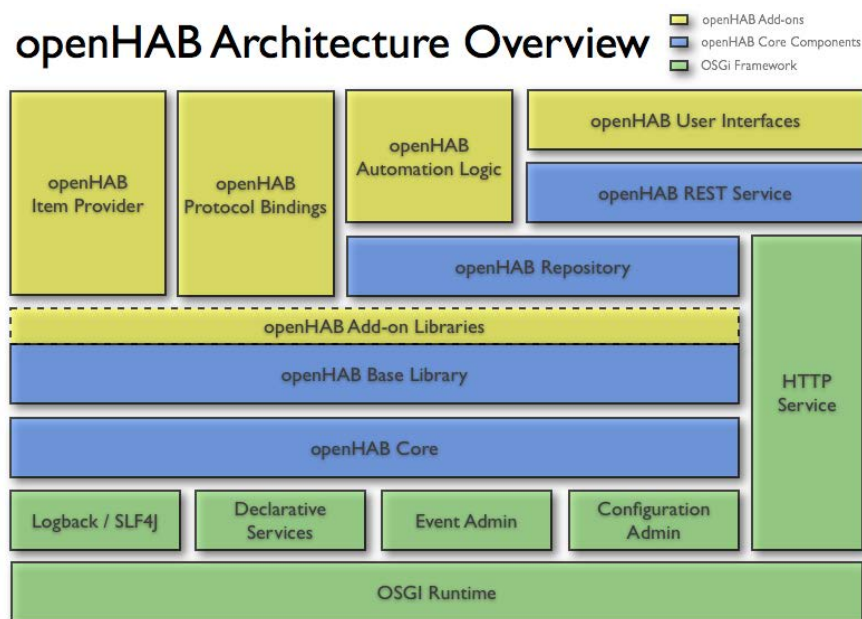 openHAB Architecture Overview
openHAB Add-ons
openHAB Core Components
OSGi Framework
openHAB
Item Provider
openHAB
Protocol Bindings
openHAB
Automation Logic
openHAB User Interfaces
openHAB REST Service
openHAB Repository
openHAB Add-on Libraries
openHAB Base Library
HTTP
Service
openHAB Core
Logback / SLF4J
Declarative
Services
Event Admin
Configuration
Admin
OSGI Runtime